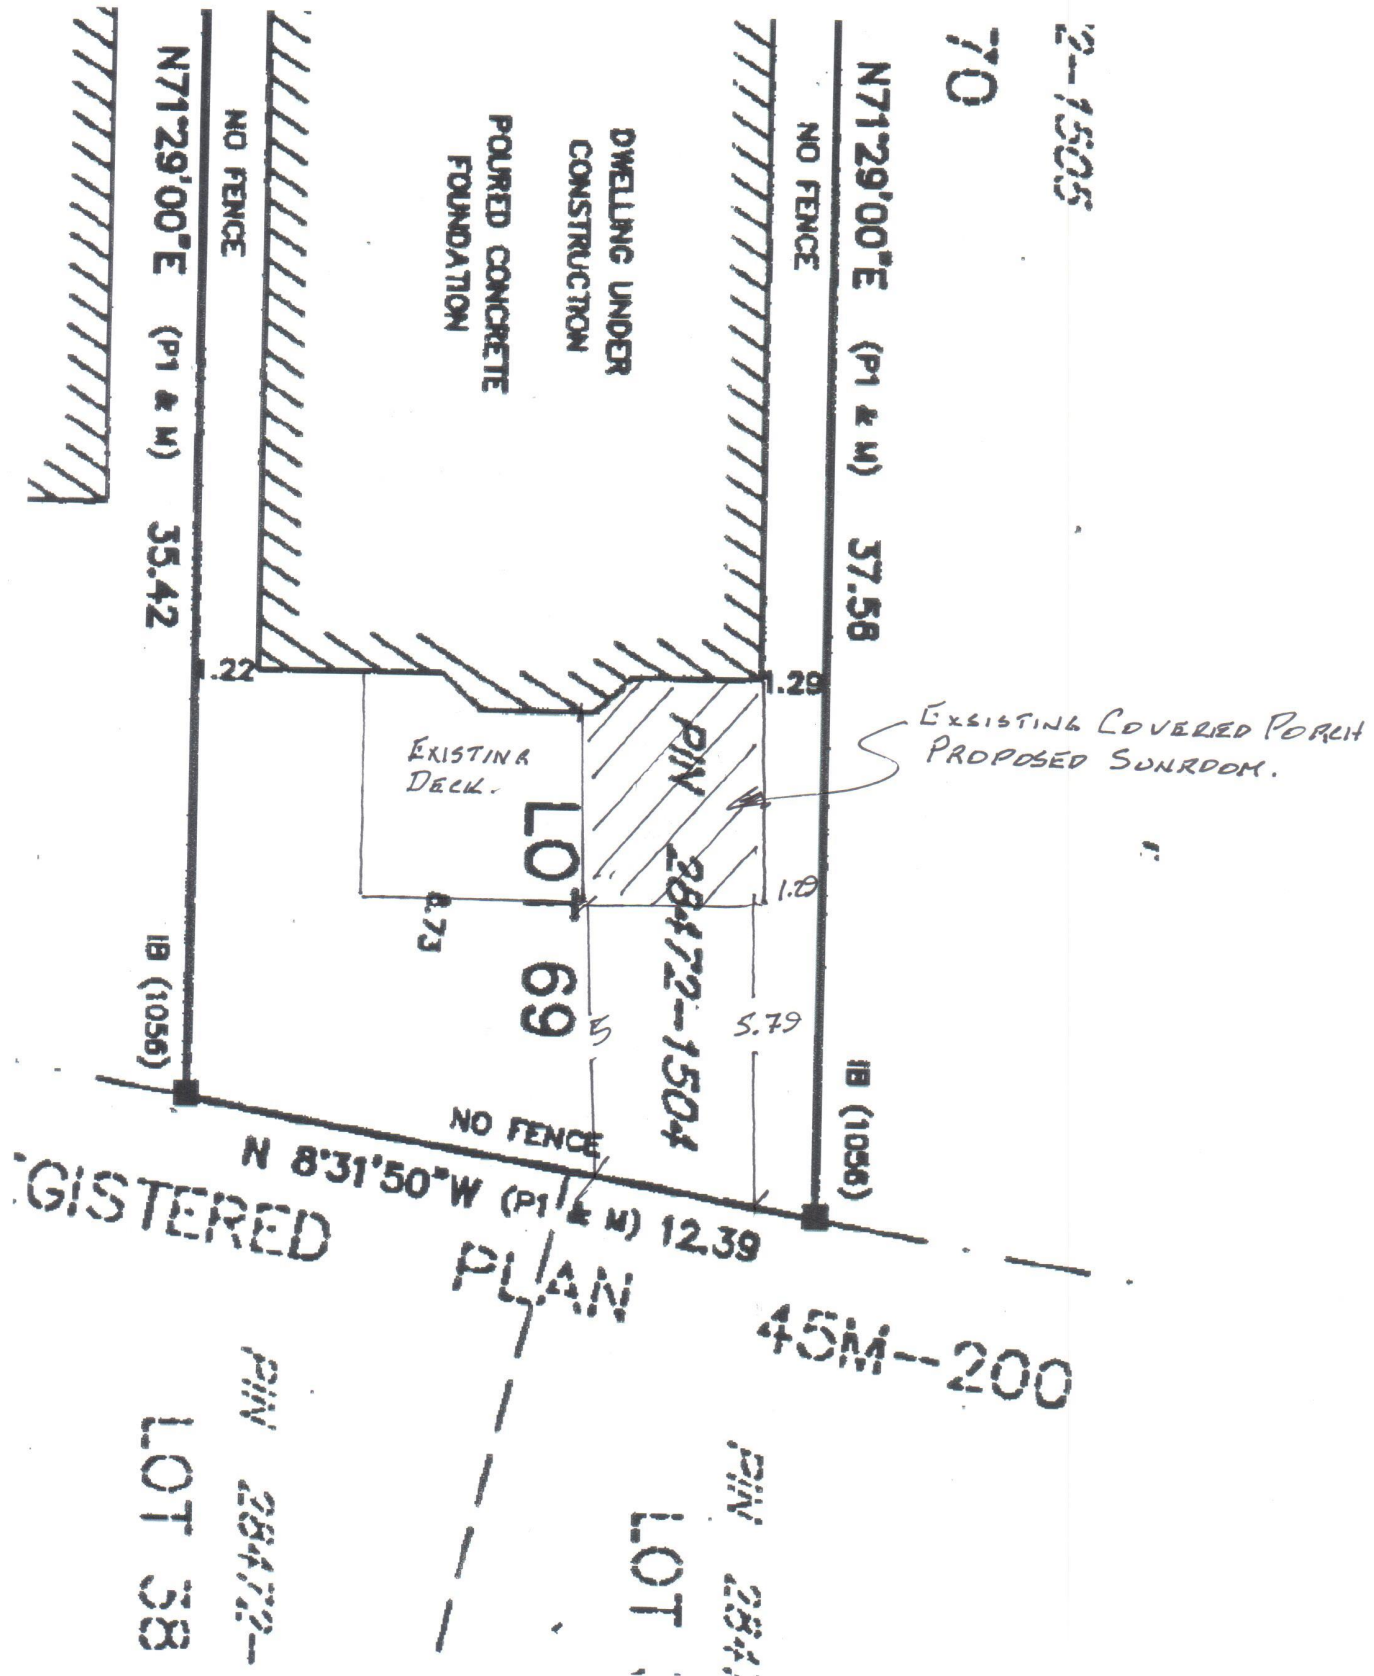 2-1505
70
N71°29'00"E (P1 & M) 37.58
NO FENCE
DWELLING UNDER
CONSTRUCTION
POURED CONCRETE
FOUNDATION
NO FENCE
N71°29'00"E (P1 & M) 35.42
1.22
1.29
EXSISTING COVERED PORCH
PROPOSED SUNROOM.
EXISTING
DECK.
PIN 28472-1504
LOT 69
1.29
8.73
5
5.79
IB (1056)
IB (1056)
NO FENCE
N 8°31'50"W (P1 & M) 12.39
GISTERED PLAN 45M-200
PIN 28472-
LOT 38
PIN 284
LOT